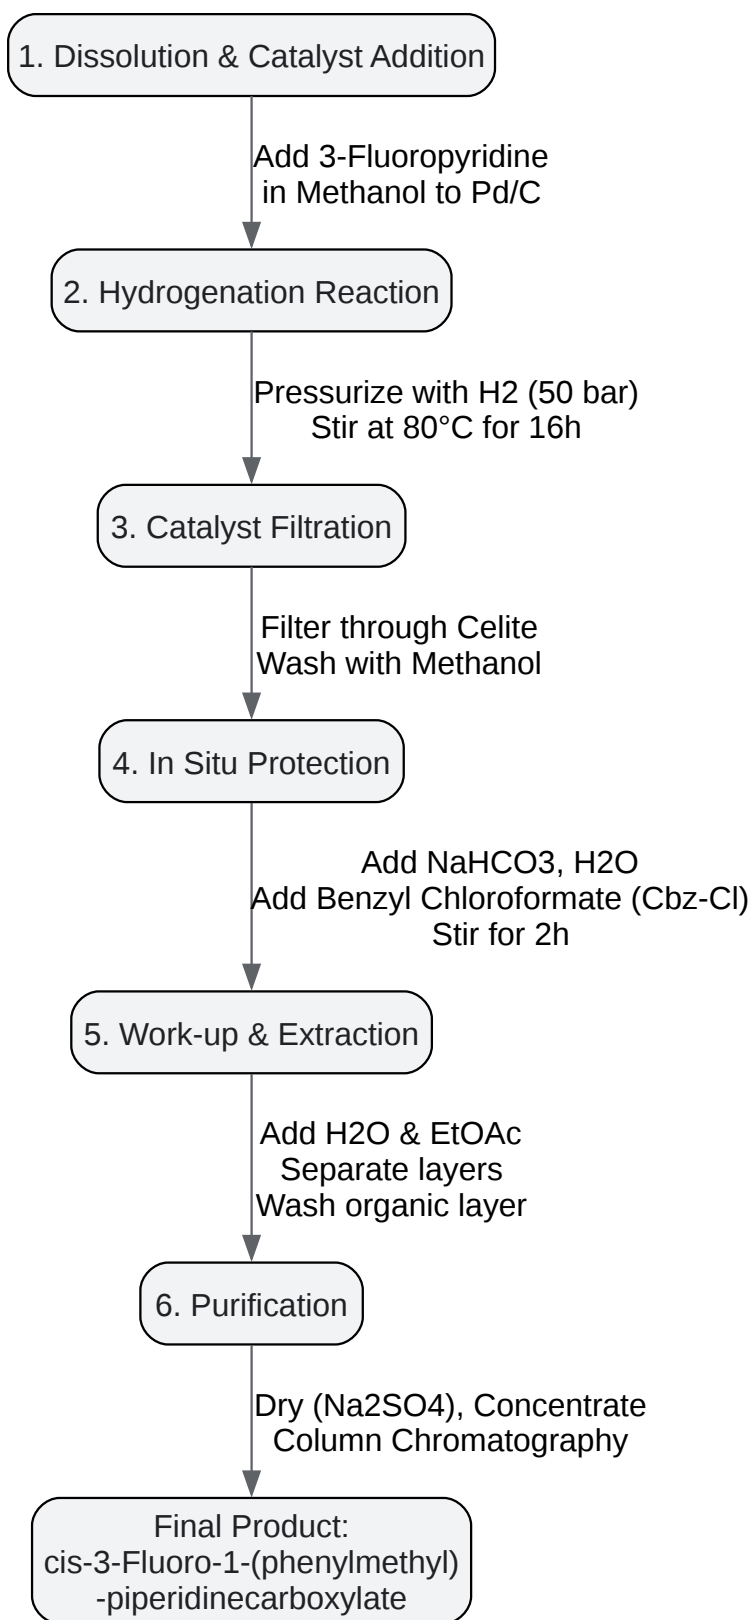 1. Dissolution & Catalyst Addition
Add 3-Fluoropyridine
in Methanol to Pd/C
2. Hydrogenation Reaction
Pressurize with H2 (50 bar)
Stir at 80°C for 16h
3. Catalyst Filtration
Filter through Celite
Wash with Methanol
4. In Situ Protection
Add NaHCO3, H2O
Add Benzyl Chloroformate (Cbz-Cl)
Stir for 2h
5. Work-up & Extraction
Add H2O & EtOAc
Separate layers
Wash organic layer
6. Purification
Dry (Na2SO4), Concentrate
Column Chromatography
Final Product:
cis-3-Fluoro-1-(phenylmethyl)
-piperidinecarboxylate